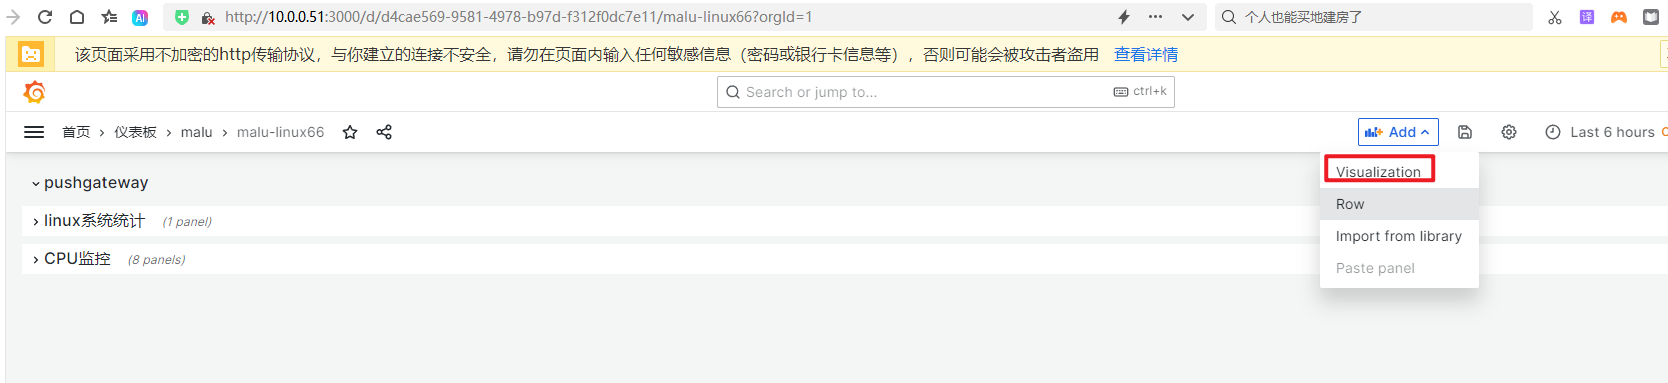 http://10.0.0.51:3000/d/d4cae569-9581-4978-b97d-f312f0dc7e11/malu-linux66?orgId=1
个人也能买地建房了
译
AI
该页面采用不加密的http传输协议，与你建立的连接不安全，请勿在页面内输入任何敏感信息（密码或银行卡信息等），否则可能会被攻击者盗用 查看详情
Search or jump to...
ctrl+k
首页 › 仪表板 › malu › malu-linux66
Add
Last 6 hours
Visualization
Row
Import from library
Paste panel
pushgateway
linux系统统计 (1 panel)
CPU监控 (8 panels)